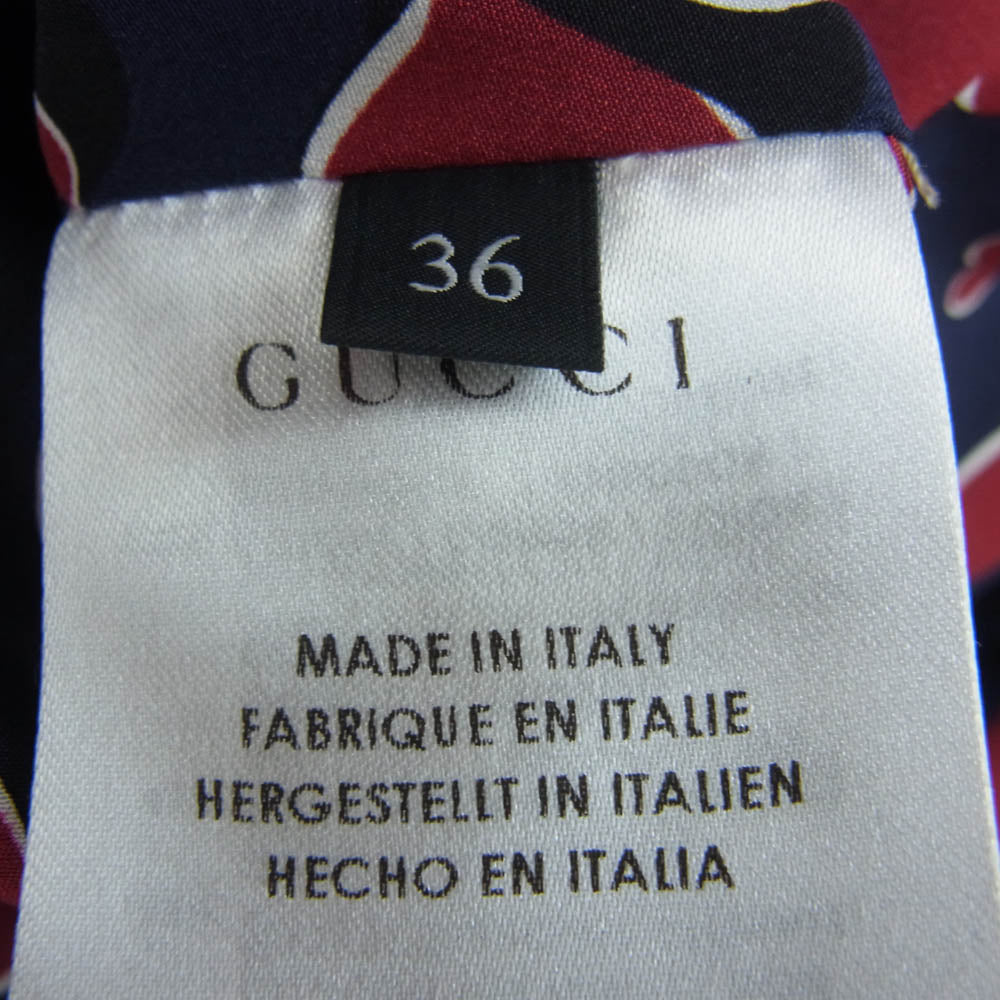 36
GUCCI
MADE IN ITALY
FABRIQUE EN ITALIE
HERGESTELLT IN ITALIEN
HECHO EN ITALIA